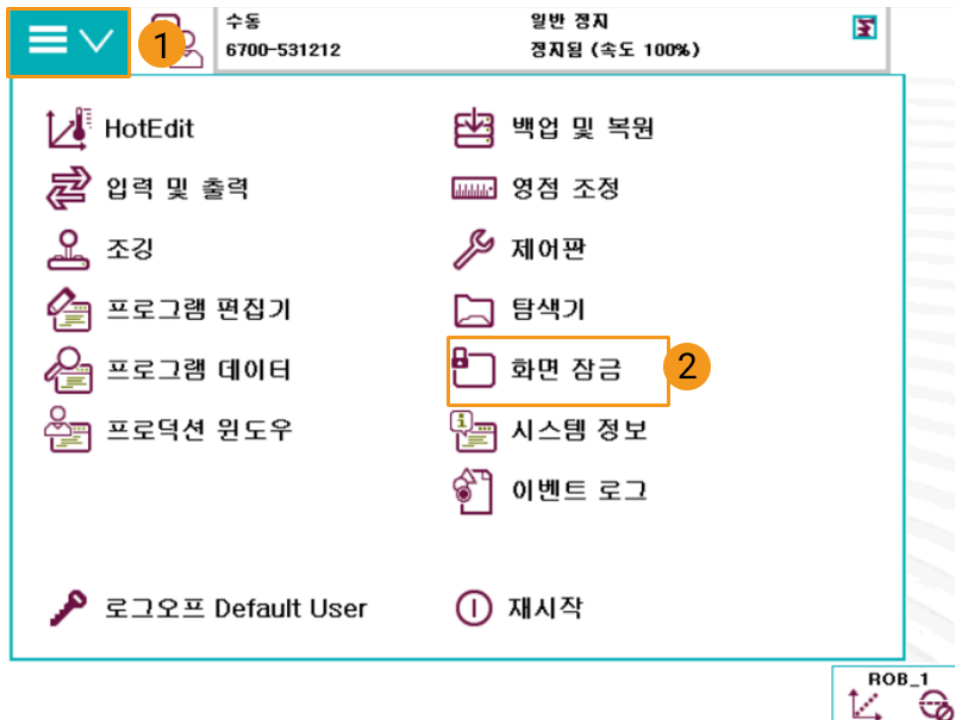 1
수동
6700-531212
일반 정지
정지됨 (속도 100%)
HotEdit
입력 및 출력
조깅
프로그램 편집기
프로그램 데이터
프로덕션 윈도우
백업 및 복원
영점 조정
제어판
탐색기
화면 잠금
2
시스템 정보
이벤트 로그
로그오프 Default User
재시작
ROB_1